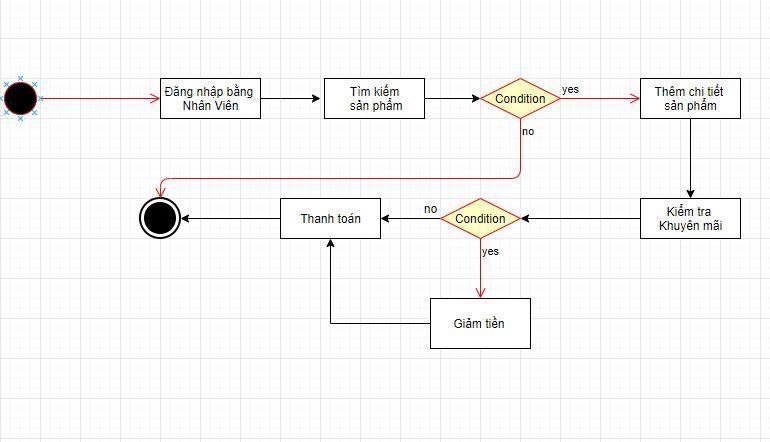 Đăng nhập bằng
Nhân Viên
Tìm kiếm
sản phẩm
Condition
yes
Thêm chi tiết
sản phẩm
no
Kiểm tra
Khuyên mãi
Condition
no
Thanh toán
yes
Giảm tiền